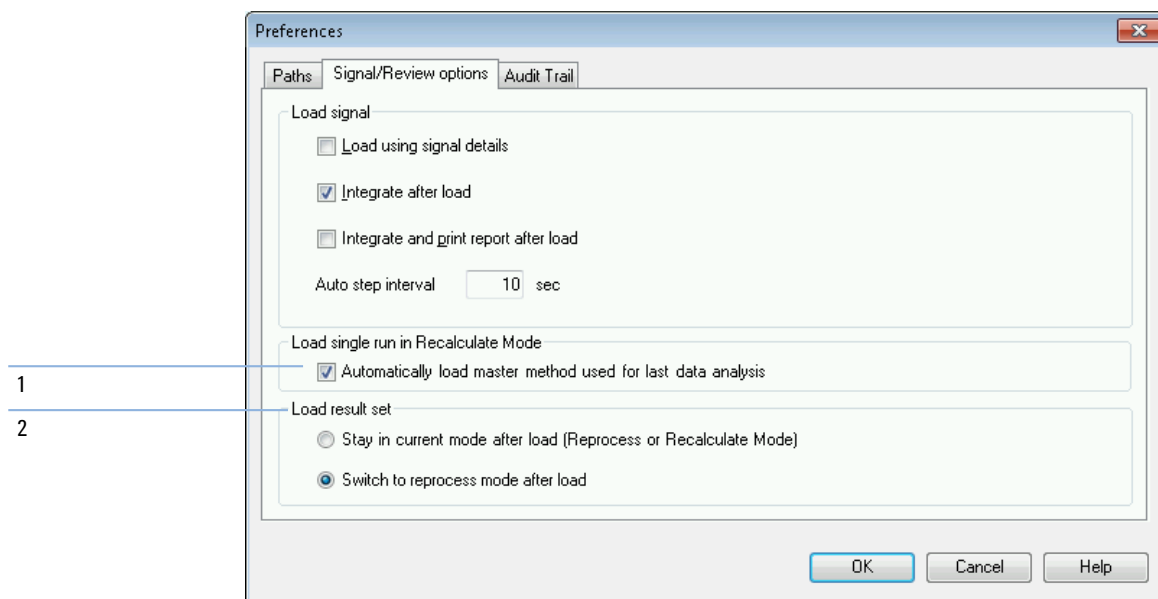 Preferences
Paths
Signal/Review options
Audit Trail
Load signal
Load using signal details
Integrate after load
Integrate and print report after load
Auto step interval 10 sec
Load single run in Recalculate Mode
1
Automatically load master method used for last data analysis
2
Load result set
Stay in current mode after load (Reprocess or Recalculate Mode)
Switch to reprocess mode after load
OK
Cancel
Help